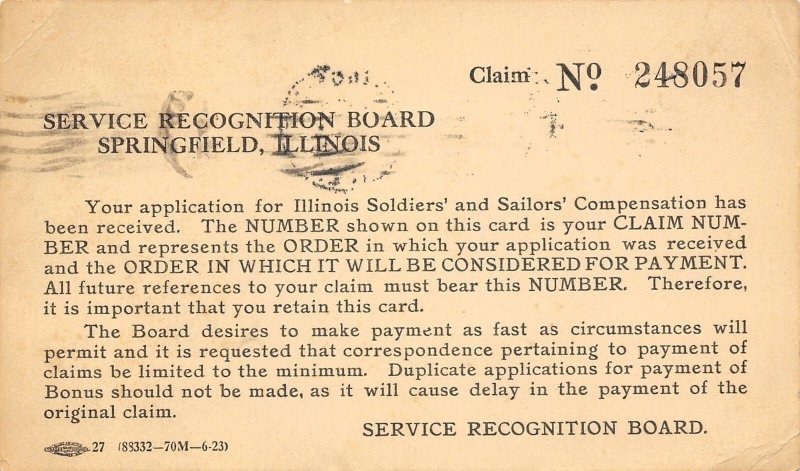 Claim Nº 248057
SERVICE RECOGNITION BOARD
SPRINGFIELD, ILLINOIS
Your application for Illinois Soldiers' and Sailors' Compensation has
been received. The NUMBER shown on this card is your CLAIM NUM-
BER and represents the ORDER in which your application was received
and the ORDER IN WHICH IT WILL BE CONSIDERED FOR PAYMENT.
All future references to your claim must bear this NUMBER. Therefore,
it is important that you retain this card.
The Board desires to make payment as fast as circumstances will
permit and it is requested that correspondence pertaining to payment of
claims be limited to the minimum. Duplicate applications for payment of
Bonus should not be made, as it will cause delay in the payment of the
original claim.
SERVICE RECOGNITION BOARD.
27 (88332—70M—6-23)